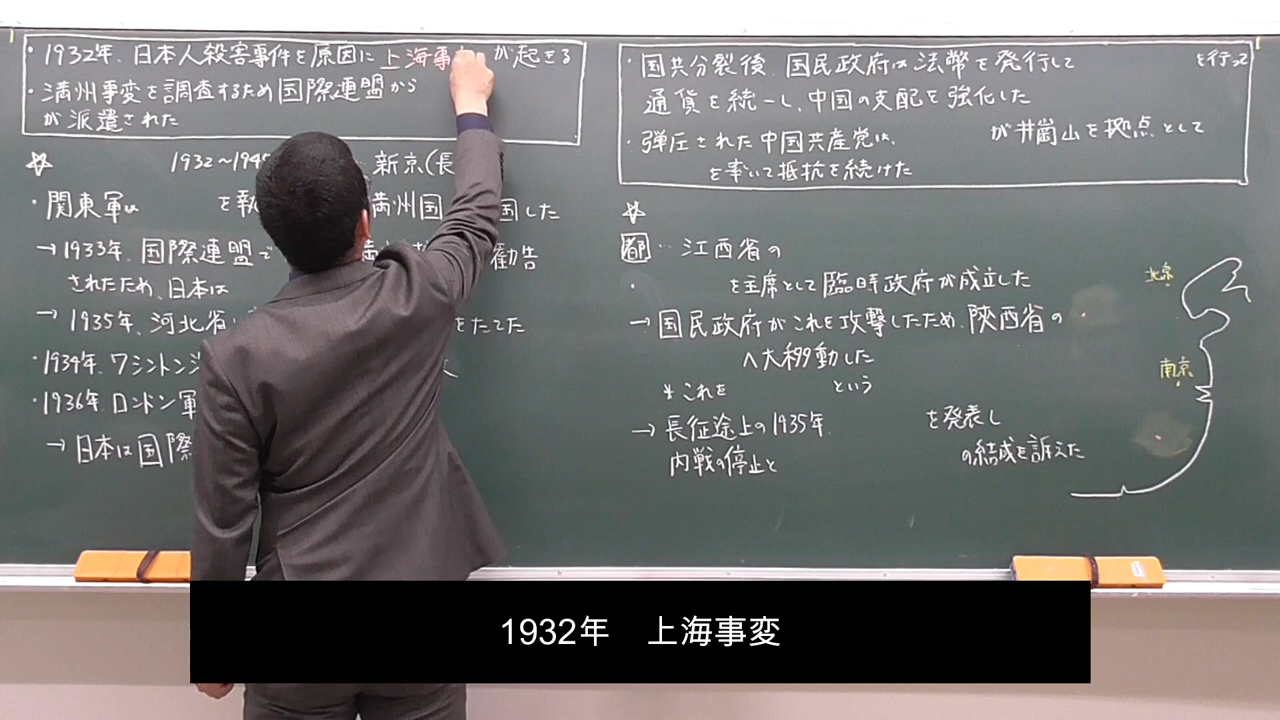 ・1932年、日本人殺害事件を原因に 上海事 が起きる
・満州事変を調査するため国際連盟から
が派遣された
☆ 1932～194 新京(長
・関東軍は を執 満州国 国した
→1933年、国際連盟で 勧告
されたため、日本は
→1935年、河北省 をたてた
・1934年、ワシントン
・1936年、ロンドン軍
→日本は国際
・国共分裂後、国民政府は法幣を発行して を行って
通貨を統一し、中国の支配を強化した
・弾圧された中国共産党は、 が井崗山を拠点として
を率いて抵抗を続けた
☆
都 … 江西省の
・ を主席として臨時政府が成立した
→国民政府がこれを攻撃したため、陝西省の
へ大移動した
*これを という
→長征途上の1935年、 を発表し
内戦の停止と の結成を訴えた
北京
南京
1932年　上海事変